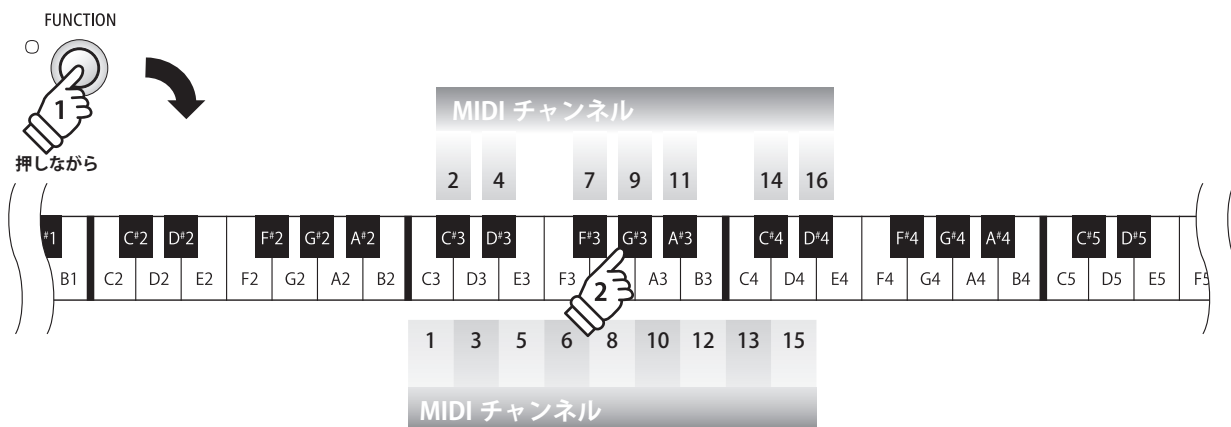 FUNCTION
1
押しながら
MIDI チャンネル
2 4 7 9 11 14 16
#1 C#2 D#2 F#2 G#2 A#2 C#3 D#3 F#3 G#3 A#3 C#4 D#4 F#4 G#4 A#4 C#5 D#5
B1 C2 D2 E2 F2 G2 A2 B2 C3 D3 E3 F3 A3 B3 C4 D4 E4 F4 G4 A4 B4 C5 D5 E5 F5
2
1 3 5 6 8 10 12 13 15
MIDI チャンネル